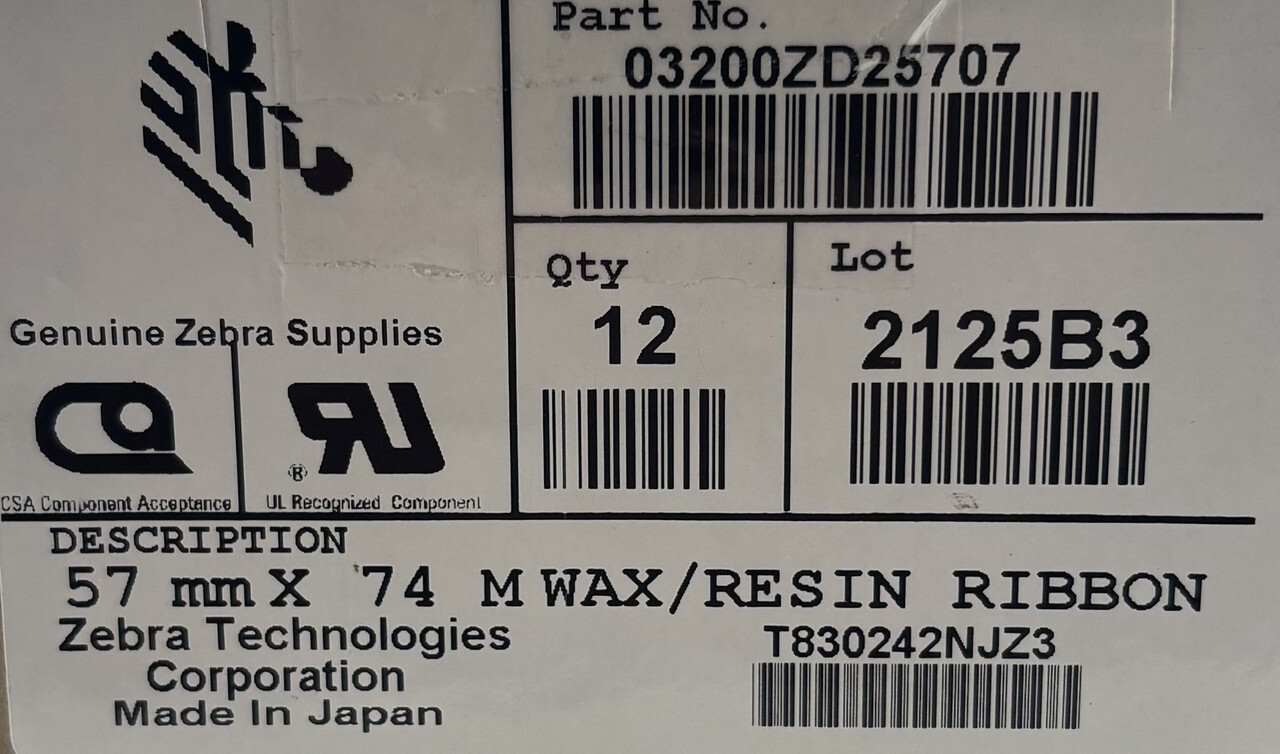 Part No.
03200ZD25707
Qty
12
Lot
2125B3
Genuine Zebra Supplies
®
CSA Component Acceptance
UL Recognized Component
DESCRIPTION
57 mm X 74 M WAX/RESIN RIBBON
Zebra Technologies
Corporation
Made In Japan
T830242NJZ3